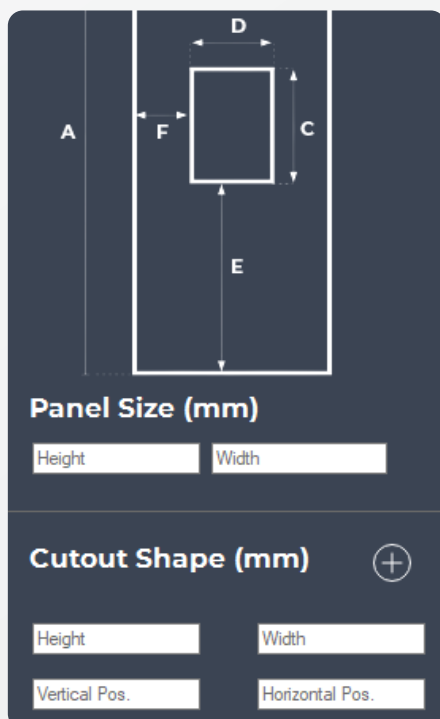 D
A
F
C
E
Panel Size (mm)
Height Width
Cutout Shape (mm)
Height Width
Vertical Pos. Horizontal Pos.